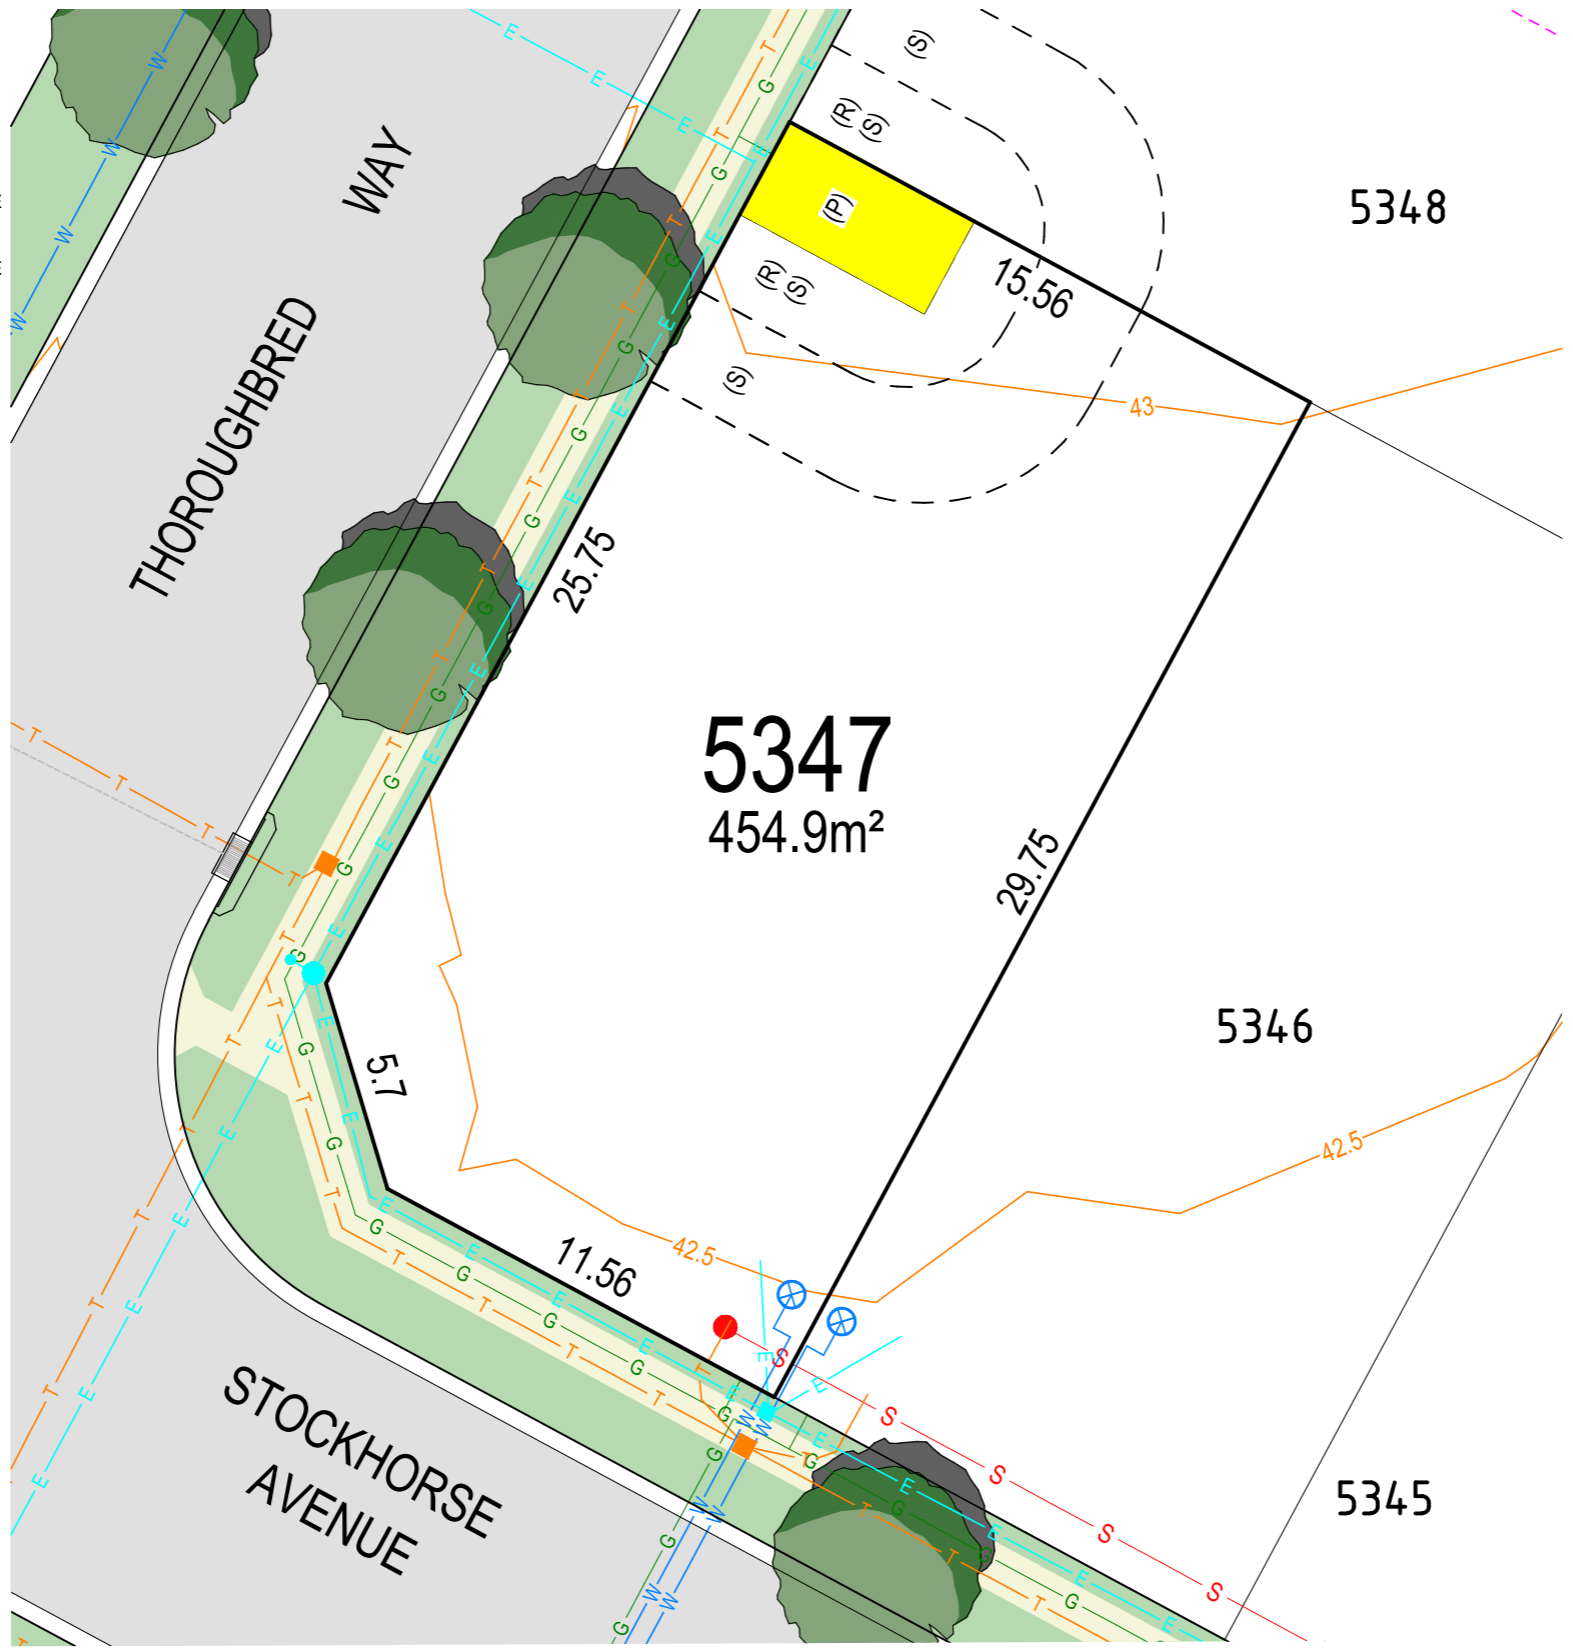 WAY
THOROUGHBRED
(S)
(R)
(S)
(P)
(R)
(S)
(S)
5348
15.56
43
25.75
5347
454.9m²
29.75
5346
5.7
42.5
42.5
11.56
STOCKHORSE
AVENUE
5345
E
E
E
T
G
E
W
W
W
W
T
T
T
T
S
S
S
S
S